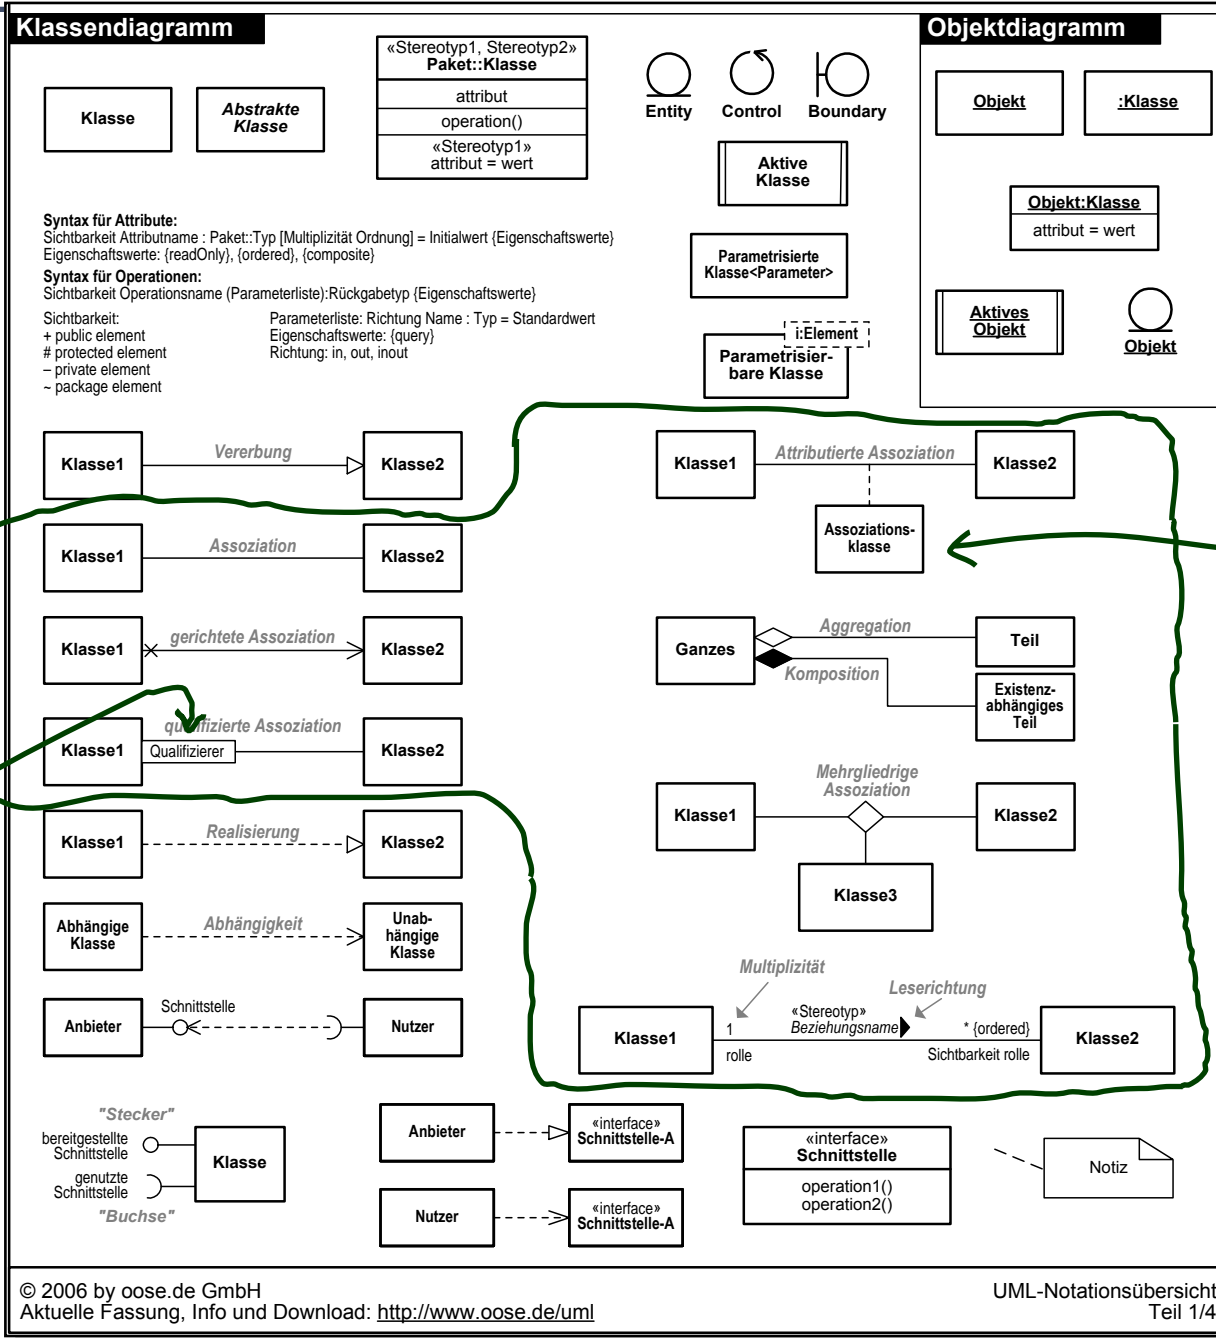 Klassendiagramm
Klasse
Abstrakte
Klasse
«Stereotyp1, Stereotyp2»
Paket::Klasse
attribut
operation()
«Stereotyp1»
attribut = wert
Entity
Control
Boundary
Aktive
Klasse
Parametrisierte
Klasse<Parameter>
i:Element
Parametrisier-
bare Klasse
Objektdiagramm
Objekt
:Klasse
Objekt:Klasse
attribut = wert
Aktives
Objekt
Objekt
Syntax für Attribute:
Sichtbarkeit Attributname : Paket::Typ [Multiplizität Ordnung] = Initialwert {Eigenschaftswerte}
Eigenschaftswerte: {readOnly}, {ordered}, {composite}
Syntax für Operationen:
Sichtbarkeit Operationsname (Parameterliste):Rückgabetyp {Eigenschaftswerte}
Sichtbarkeit:
+ public element
# protected element
– private element
~ package element
Parameterliste: Richtung Name : Typ = Standardwert
Eigenschaftswerte: {query}
Richtung: in, out, inout
Klasse1
Vererbung
Klasse2
Klasse1
Assoziation
Klasse2
Klasse1
gerichtete Assoziation
Klasse2
Klasse1
qualifizierte Assoziation
Qualifizierer
Klasse2
Klasse1
Realisierung
Klasse2
Abhängige
Klasse
Abhängigkeit
Unab-
hängige
Klasse
Anbieter
Schnittstelle
Nutzer
Klasse1
Attributierte Assoziation
Klasse2
Assoziations-
klasse
Ganzes
Aggregation
Teil
Komposition
Existenz-
abhängiges
Teil
Mehrgliedrige
Assoziation
Klasse1
Klasse2
Klasse3
Multiplizität
Leserichtung
Klasse1
1
«Stereotyp»
Beziehungsname
* {ordered}
rolle
Sichtbarkeit rolle
Klasse2
"Stecker"
bereitgestellte
Schnittstelle
genutzte
Schnittstelle
"Buchse"
Klasse
Anbieter
«interface»
Schnittstelle-A
Nutzer
«interface»
Schnittstelle-A
«interface»
Schnittstelle
operation1()
operation2()
Notiz
© 2006 by oose.de GmbH
Aktuelle Fassung, Info und Download: http://www.oose.de/uml
UML-Notationsübersicht
Teil 1/4